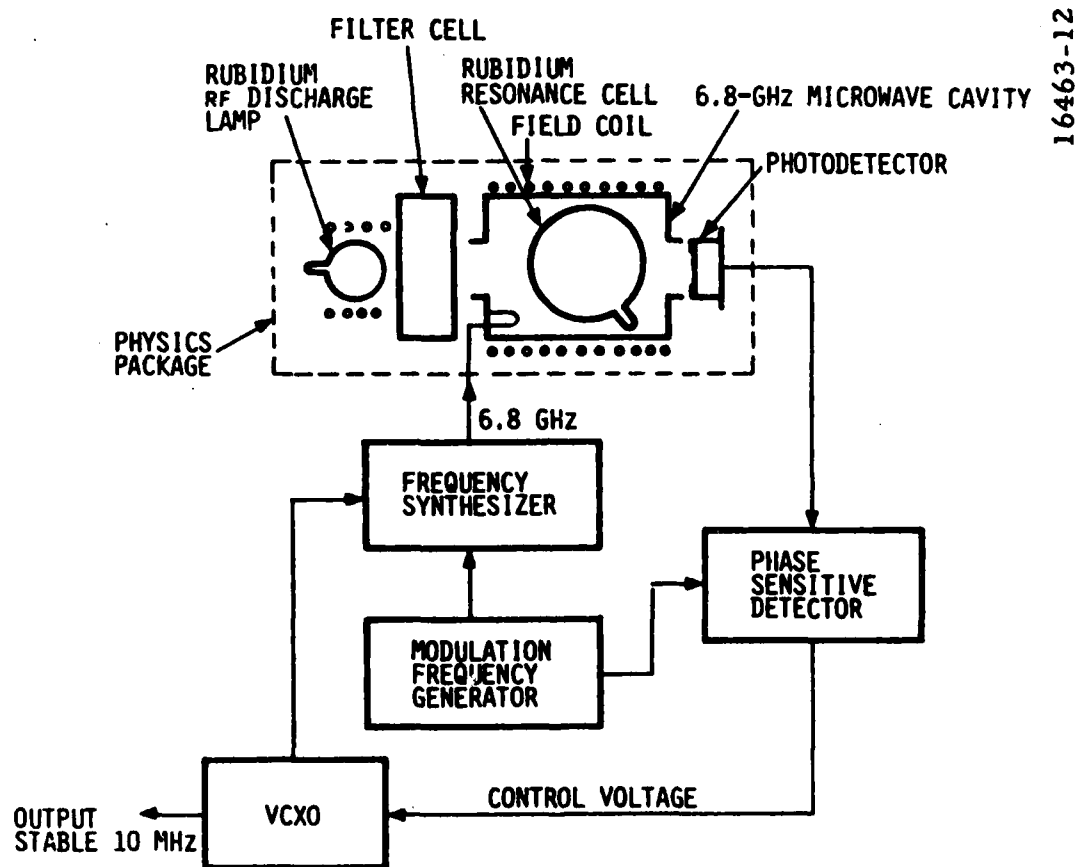 16463-12
FILTER CELL
RUBIDIUM
RF DISCHARGE
LAMP
RUBIDIUM
RESONANCE CELL
FIELD COIL
6.8-GHz MICROWAVE CAVITY
PHOTODETECTOR
PHYSICS
PACKAGE
6.8 GHz
FREQUENCY
SYNTHESIZER
PHASE
SENSITIVE
DETECTOR
MODULATION
FREQUENCY
GENERATOR
VCXO
CONTROL VOLTAGE
OUTPUT
STABLE 10 MHz